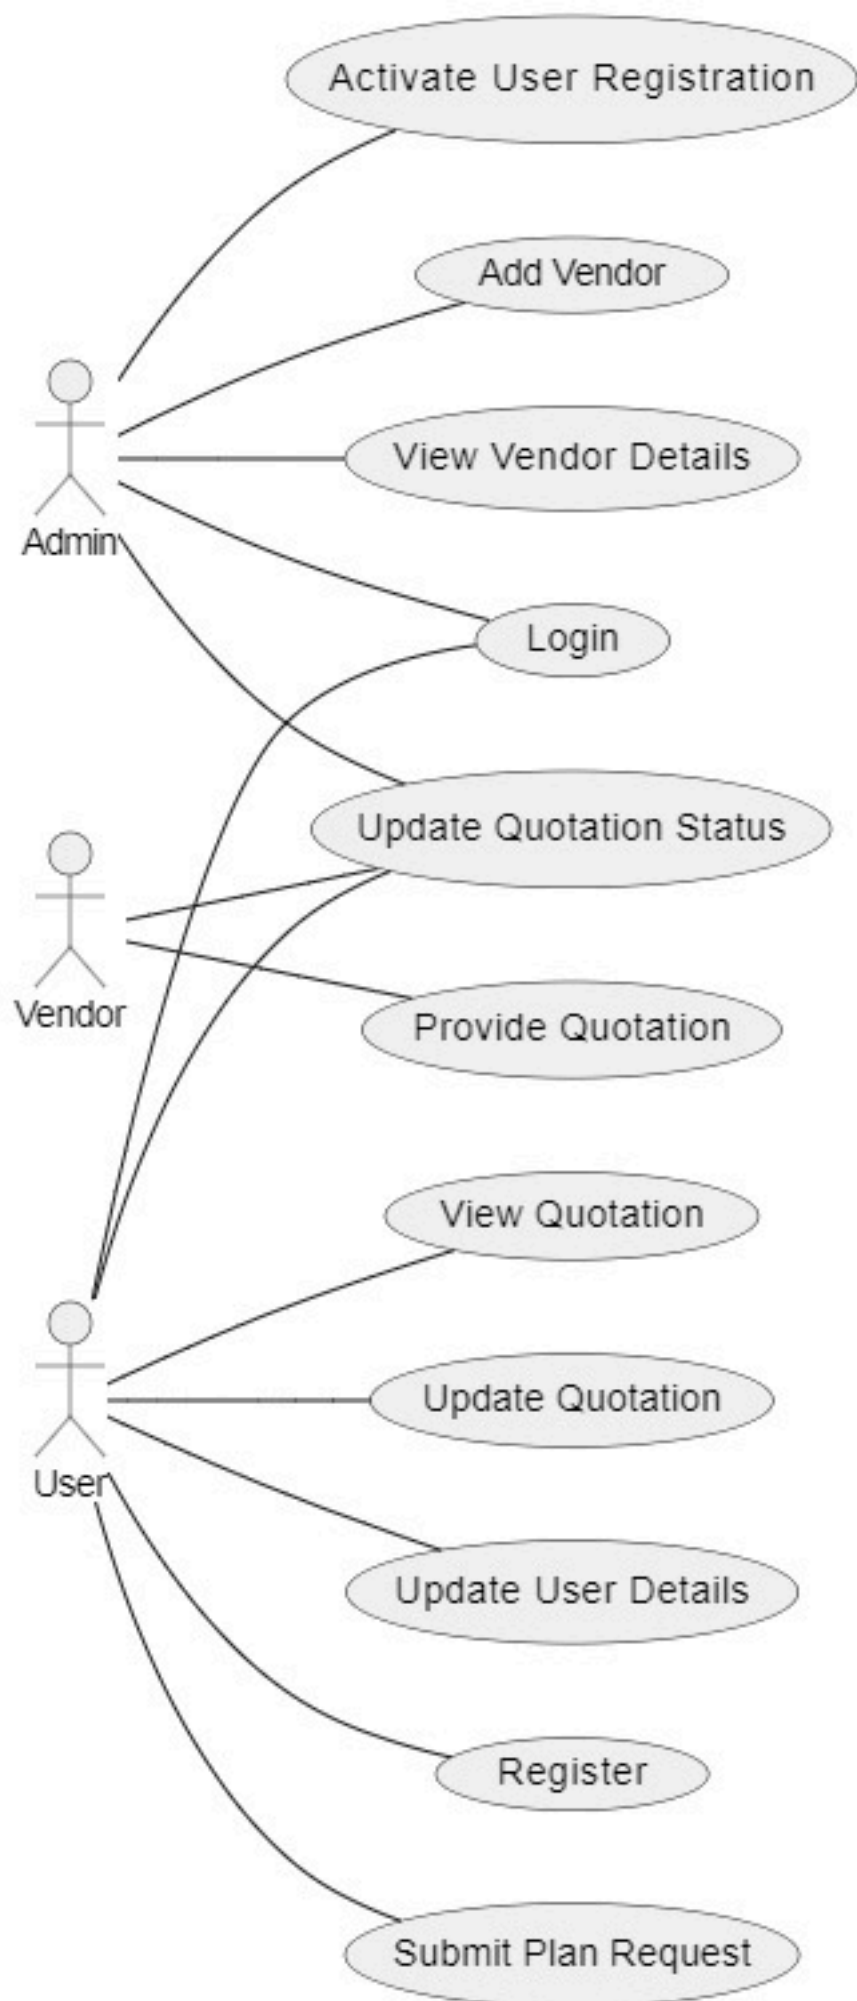 Activate User Registration
Add Vendor
View Vendor Details
Admin
Login
Update Quotation Status
Vendor
Provide Quotation
View Quotation
Update Quotation
User
Update User Details
Register
Submit Plan Request